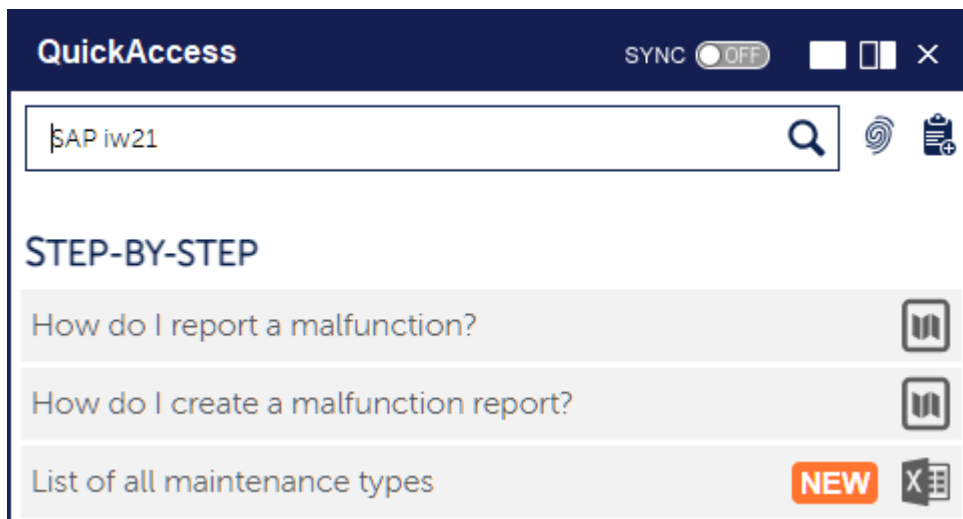 QuickAccess SYNC OFF
SAP iw21
STEP-BY-STEP
How do I report a malfunction?
How do I create a malfunction report?
List of all maintenance types NEW X